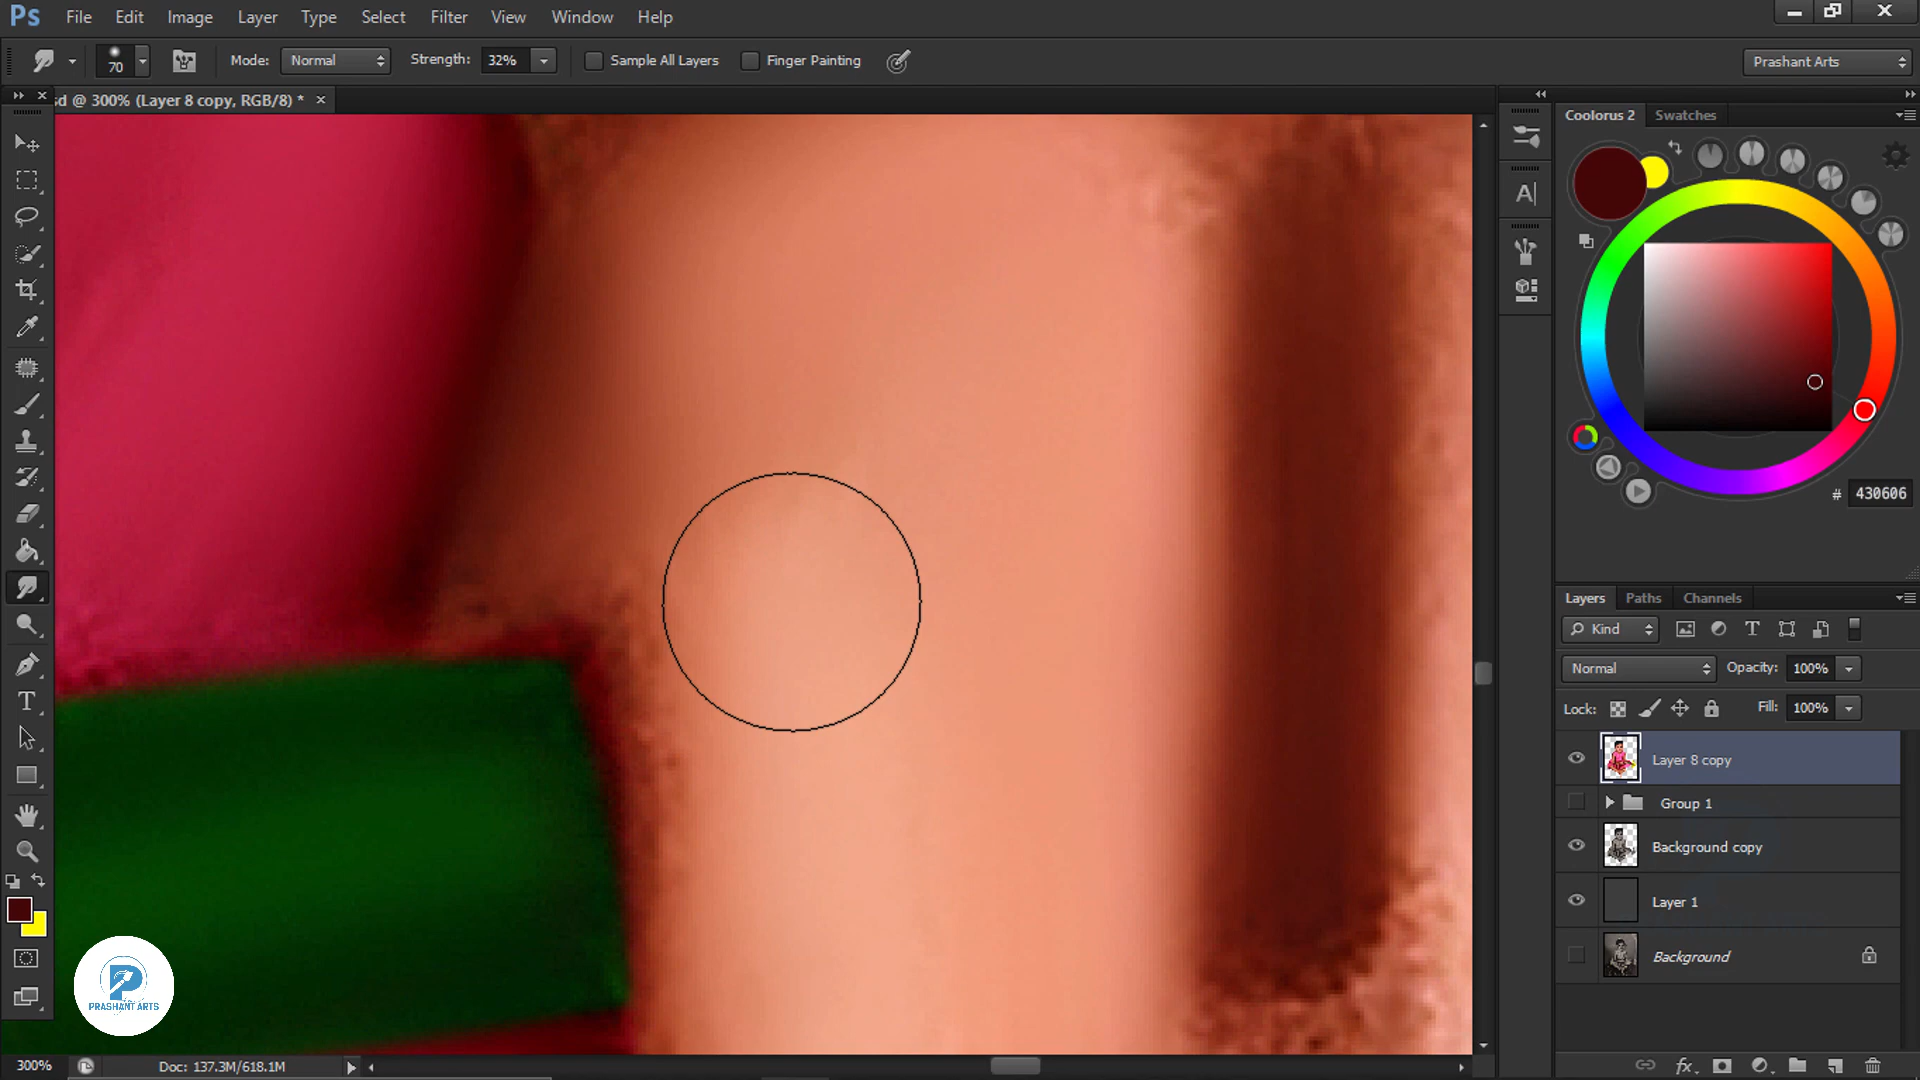 Ps File Edit Image Layer Type Select Filter View Window Help
70 Mode: Normal Strength: 32% Sample All Layers Finger Painting Prashant Arts
sd @ 300% (Layer 8 copy, RGB/8) * ×
Coolorus 2 Swatches
# 430606
Layers Paths Channels
Kind
Normal Opacity: 100%
Lock: Fill: 100%
Layer 8 copy
Group 1
Background copy
Layer 1
Background
PRASHANT ARTS
300% Doc: 137.3M/618.1M